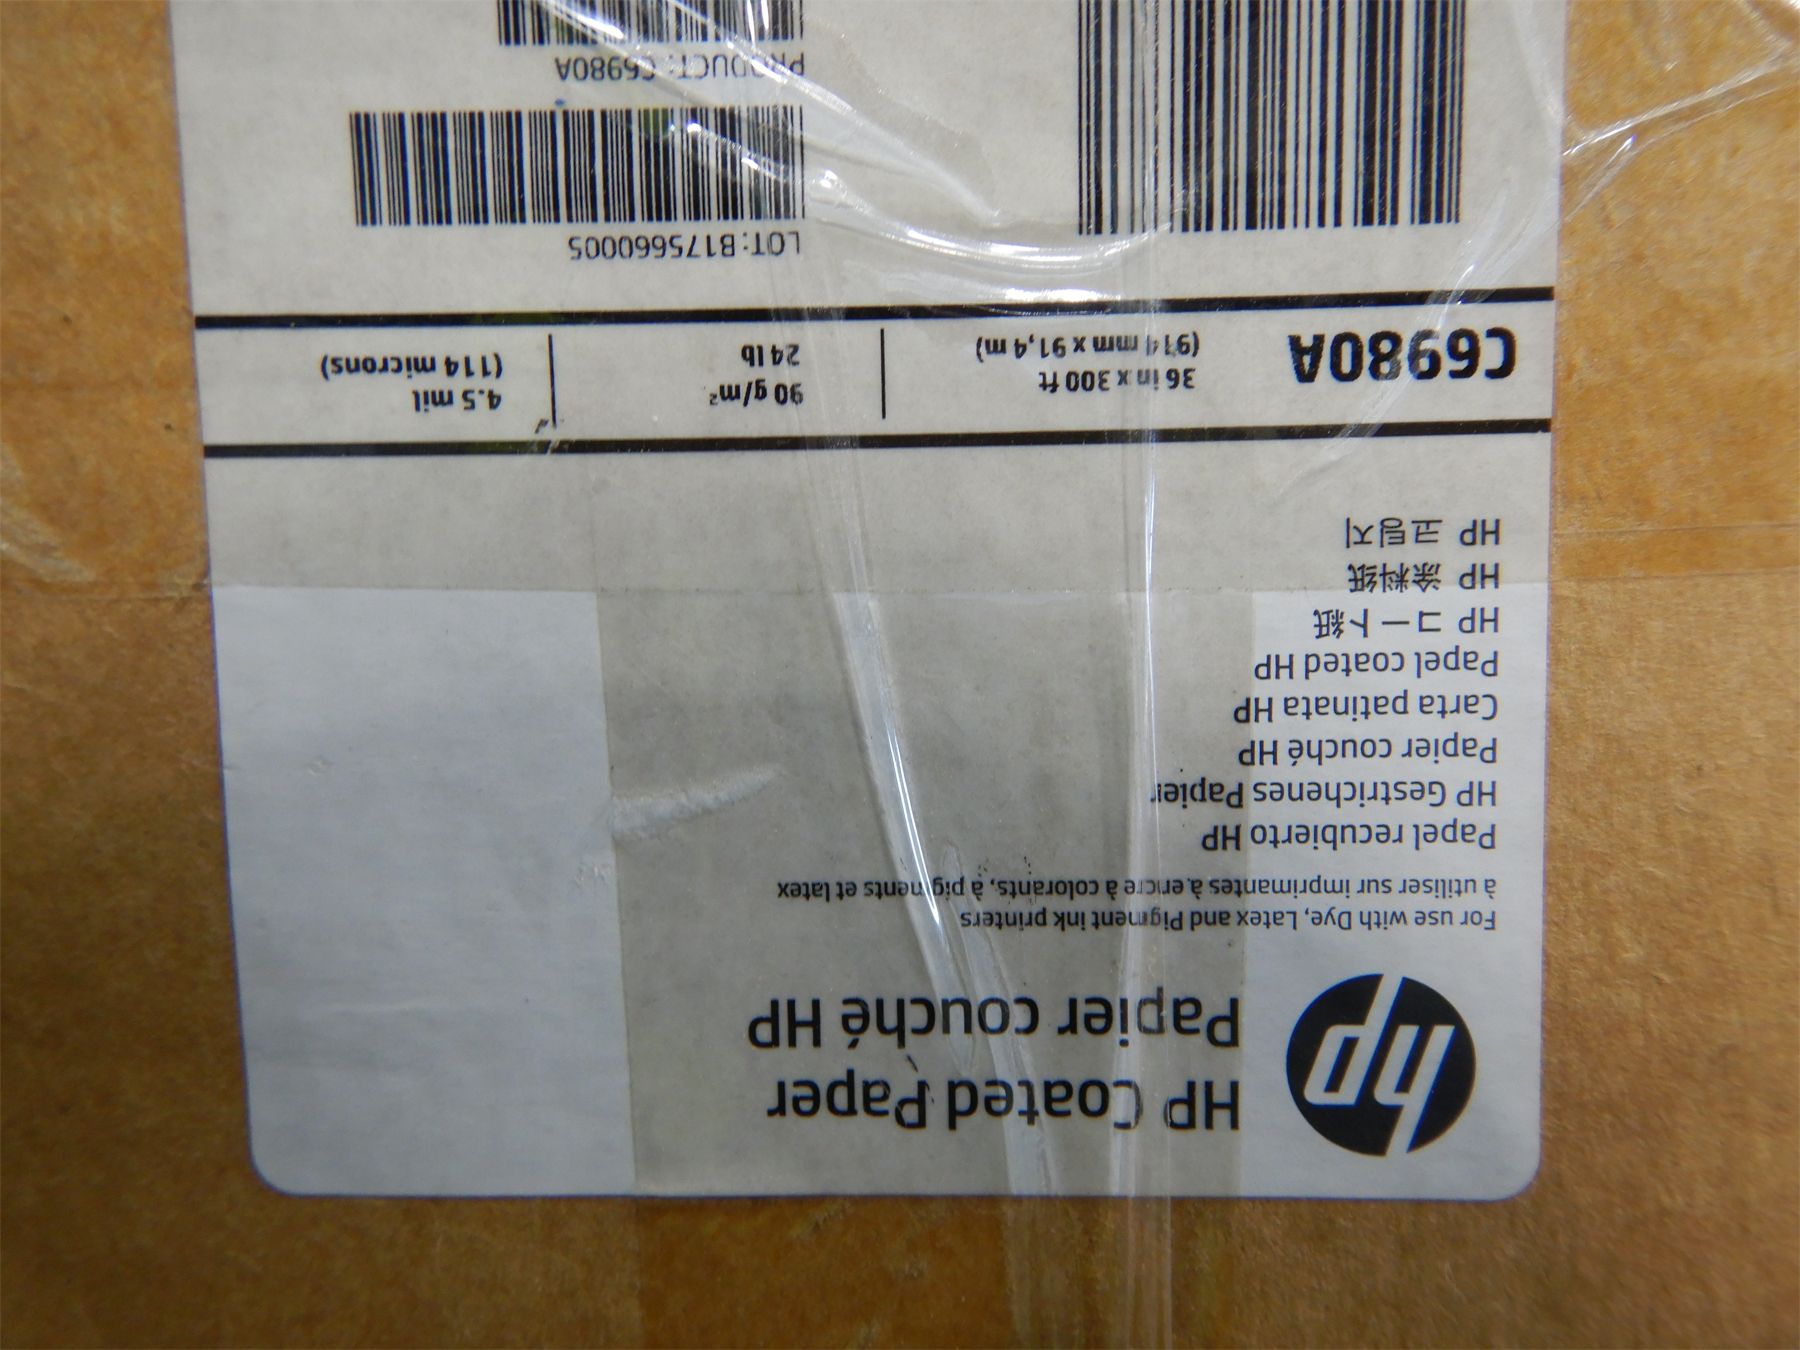 hp
HP Coated Paper
Papier couché HP
For use with Dye, Latex and Pigment ink printers
à utiliser sur imprimantes à encre à colorants, à pigments et latex
Papel recubierto HP
HP Gestrichenes Papier
Papier couché HP
Carta patinata HP
Papel coated HP
HP コート紙
HP 涂料纸
HP 코팅지
C6980A
36 in x 300 ft
(914 mm x 91,4 m)
90 g/m²
24 lb
4.5 mil
(114 microns)
LOT: B175660005
PRODUCT: C6980A